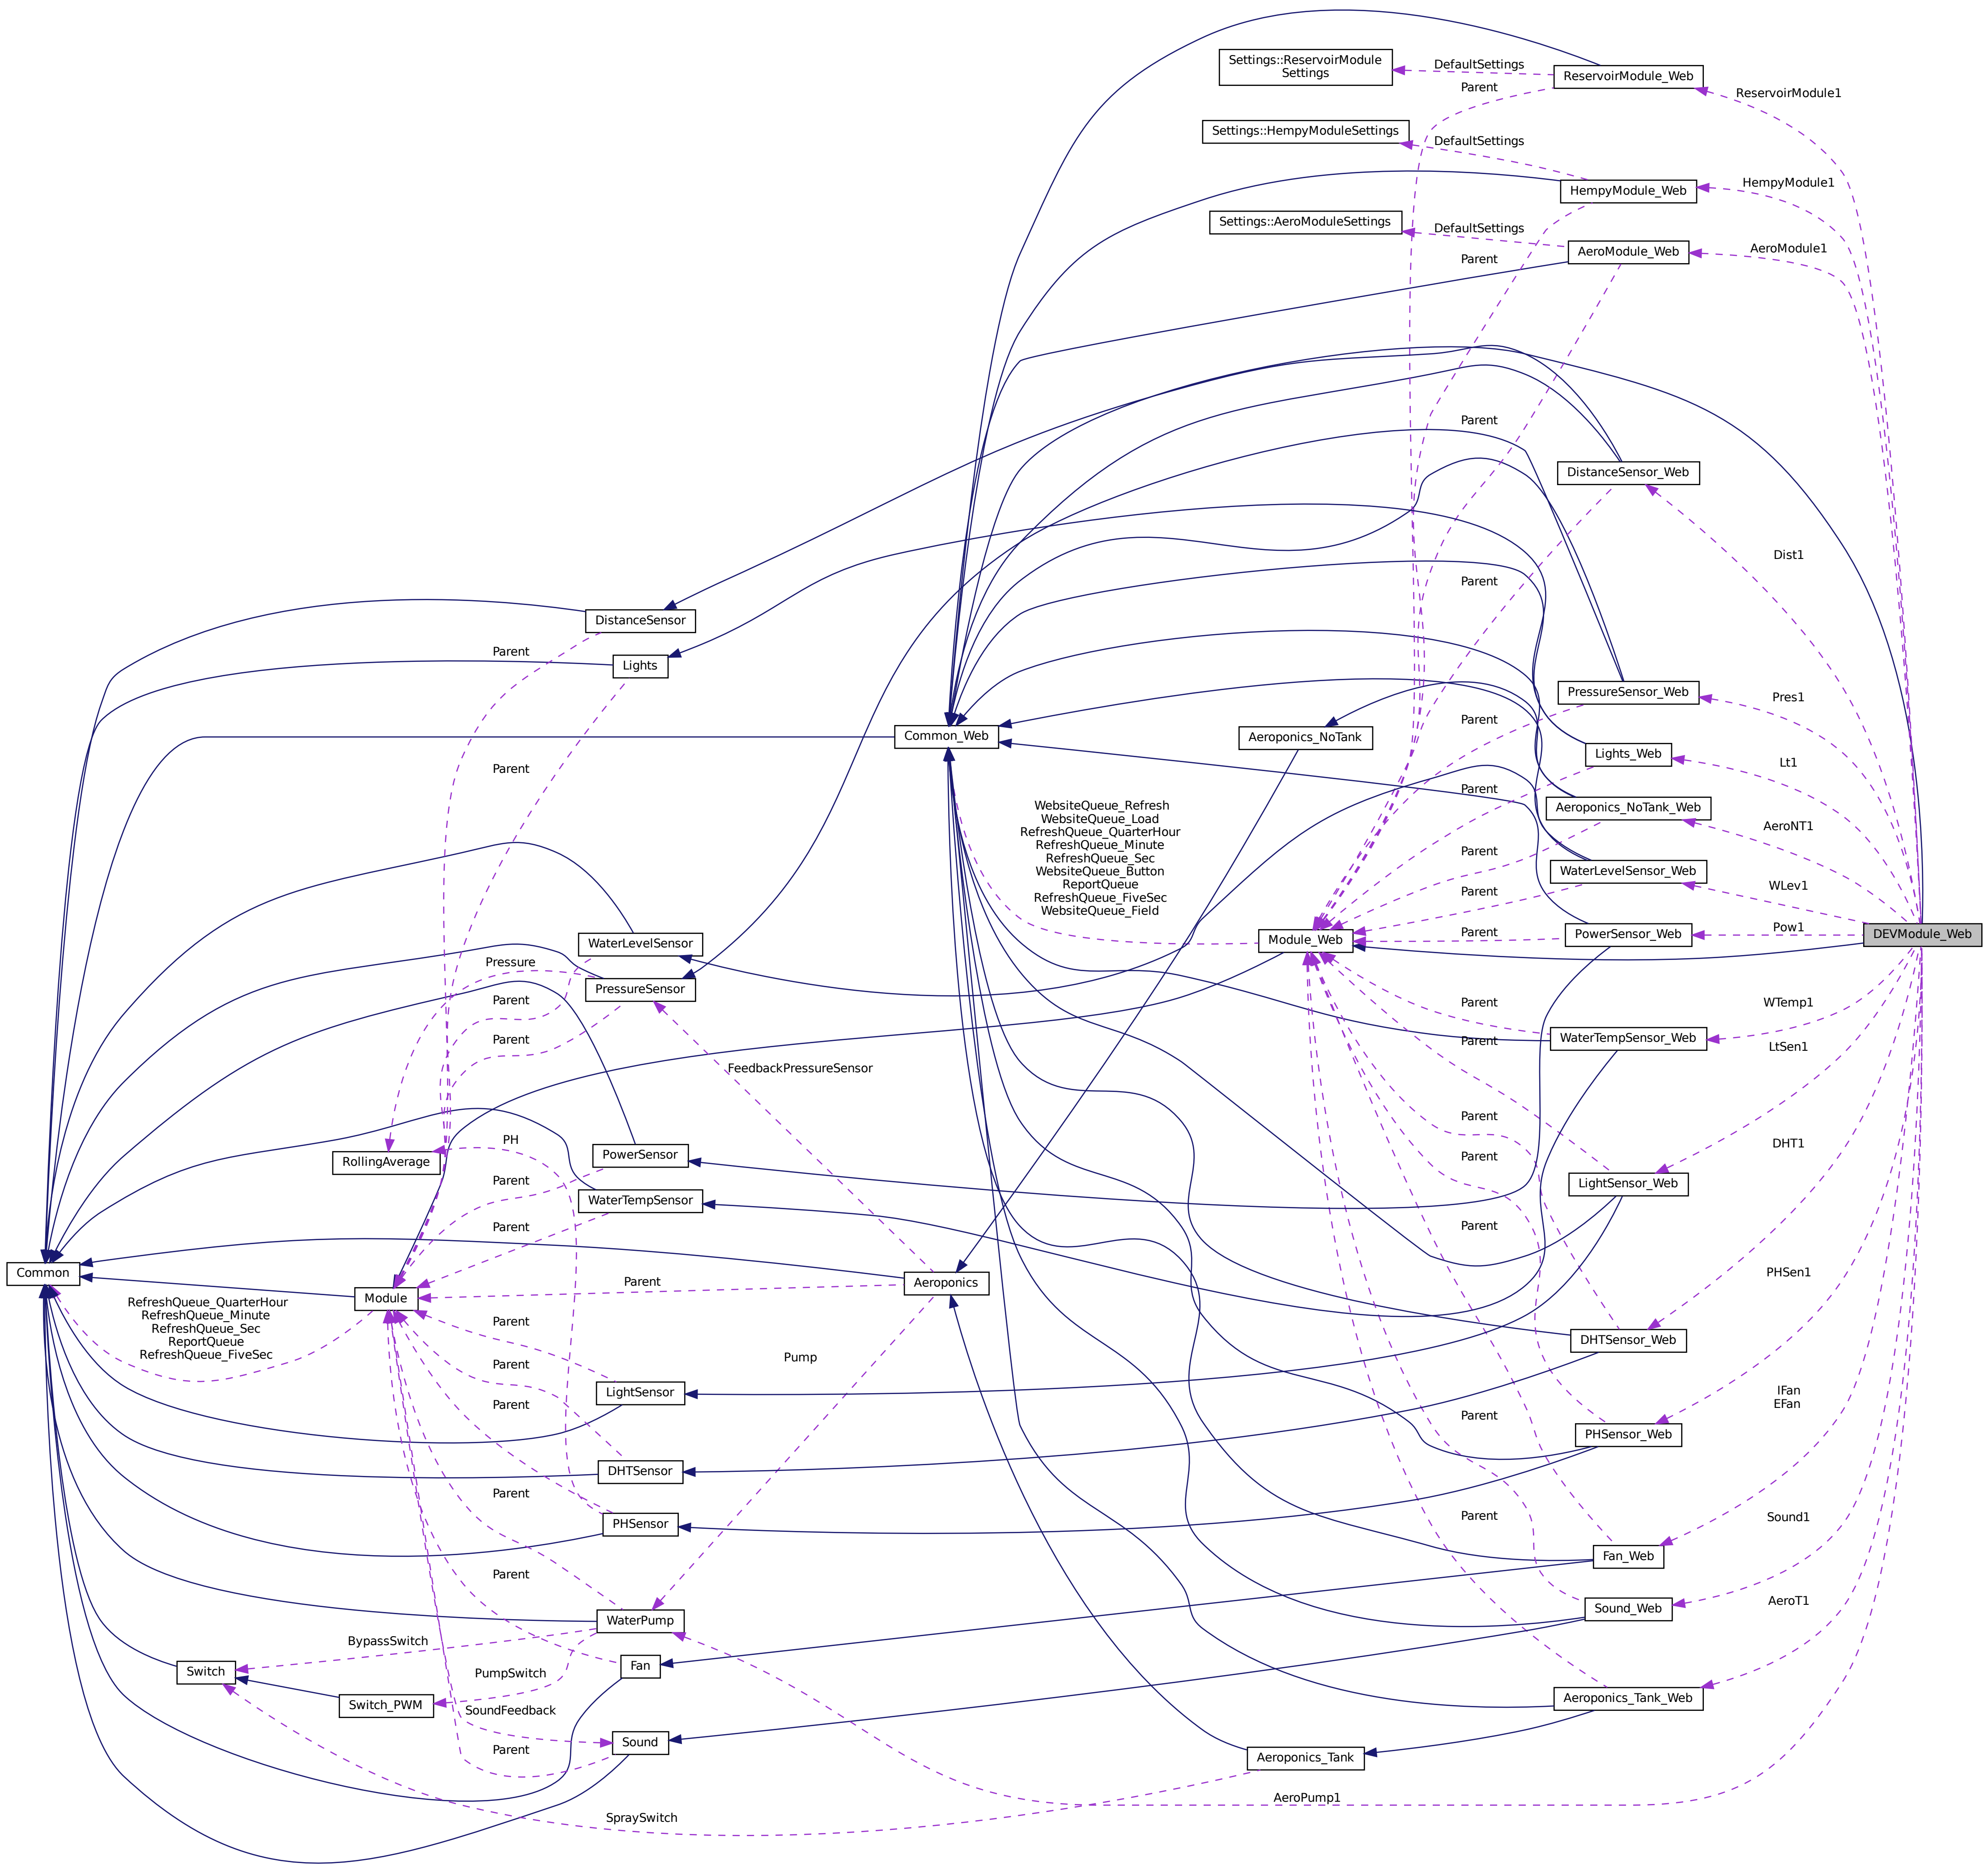 Settings::ReservoirModule
Settings
DefaultSettings
ReservoirModule_Web
Parent
ReservoirModule1
Settings::HempyModuleSettings
DefaultSettings
HempyModule_Web
HempyModule1
Settings::AeroModuleSettings
DefaultSettings
AeroModule_Web
AeroModule1
Parent
Parent
DistanceSensor_Web
Dist1
Parent
DistanceSensor
Parent
Lights
PressureSensor_Web
Pres1
Parent
Common_Web
Aeroponics_NoTank
Lights_Web
Lt1
Parent
Parent
Aeroponics_NoTank_Web
AeroNT1
WebsiteQueue_Refresh
WebsiteQueue_Load
RefreshQueue_QuarterHour
RefreshQueue_Minute
RefreshQueue_Sec
WebsiteQueue_Button
ReportQueue
RefreshQueue_FiveSec
WebsiteQueue_Field
Parent
WaterLevelSensor_Web
WLev1
Parent
WaterLevelSensor
Module_Web
Parent
PowerSensor_Web
Pow1
DEVModule_Web
Pressure
PressureSensor
Parent
Parent
WaterTempSensor_Web
WTemp1
Parent
Parent
LtSen1
FeedbackPressureSensor
Parent
PH
DHT1
RollingAverage
PowerSensor
Parent
Parent
LightSensor_Web
WaterTempSensor
Parent
Parent
Common
Module
Parent
Aeroponics
PHSen1
RefreshQueue_QuarterHour
RefreshQueue_Minute
RefreshQueue_Sec
ReportQueue
RefreshQueue_FiveSec
Parent
DHTSensor_Web
Pump
Parent
LightSensor
IFan
EFan
Parent
Parent
PHSensor_Web
DHTSensor
Parent
PHSensor
Parent
Sound1
Fan_Web
Parent
WaterPump
Sound_Web
AeroT1
BypassSwitch
Switch
Fan
PumpSwitch
Switch_PWM
Aeroponics_Tank_Web
SoundFeedback
Sound
Parent
Aeroponics_Tank
AeroPump1
SpraySwitch